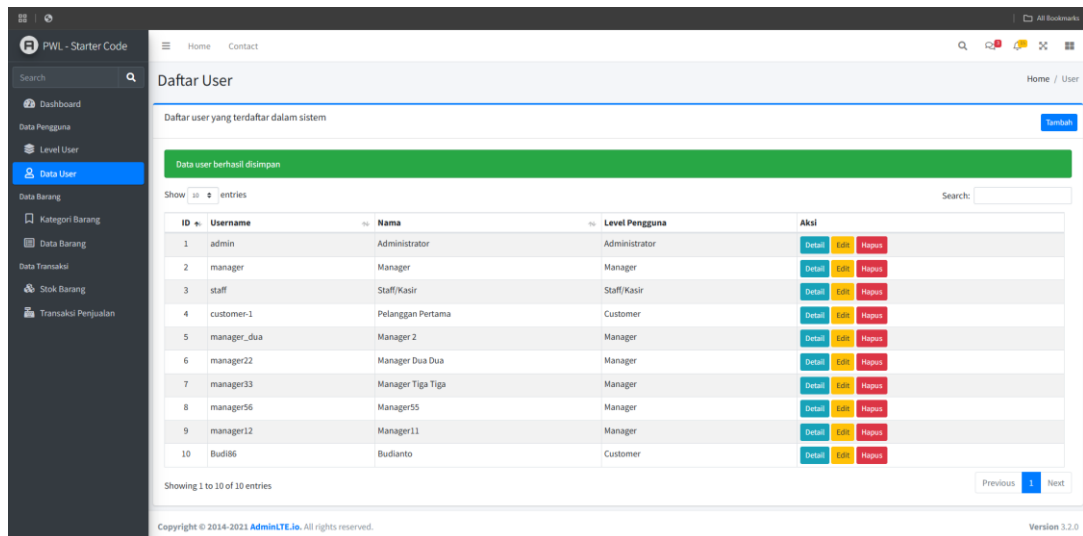 All Bookmarks
PWL - Starter Code
Home Contact
Search
Dashboard
Data Pengguna
Level User
Data User
Data Barang
Kategori Barang
Data Barang
Data Transaksi
Stok Barang
Transaksi Penjualan
Daftar User
Home / User
Daftar user yang terdaftar dalam sistem
Tambah
Data user berhasil disimpan
Show 10 entries
Search:
ID Username Nama Level Pengguna Aksi
1 admin Administrator Administrator Detail Edit Hapus
2 manager Manager Manager Detail Edit Hapus
3 staff Staff/Kasir Staff/Kasir Detail Edit Hapus
4 customer-1 Pelanggan Pertama Customer Detail Edit Hapus
5 manager_dua Manager 2 Manager Detail Edit Hapus
6 manager22 Manager Dua Dua Manager Detail Edit Hapus
7 manager33 Manager Tiga Tiga Manager Detail Edit Hapus
8 manager56 Manager55 Manager Detail Edit Hapus
9 manager12 Manager11 Manager Detail Edit Hapus
10 Budi86 Budianto Customer Detail Edit Hapus
Showing 1 to 10 of 10 entries
Previous 1 Next
Copyright © 2014-2021 AdminLTE.io. All rights reserved.
Version 3.2.0